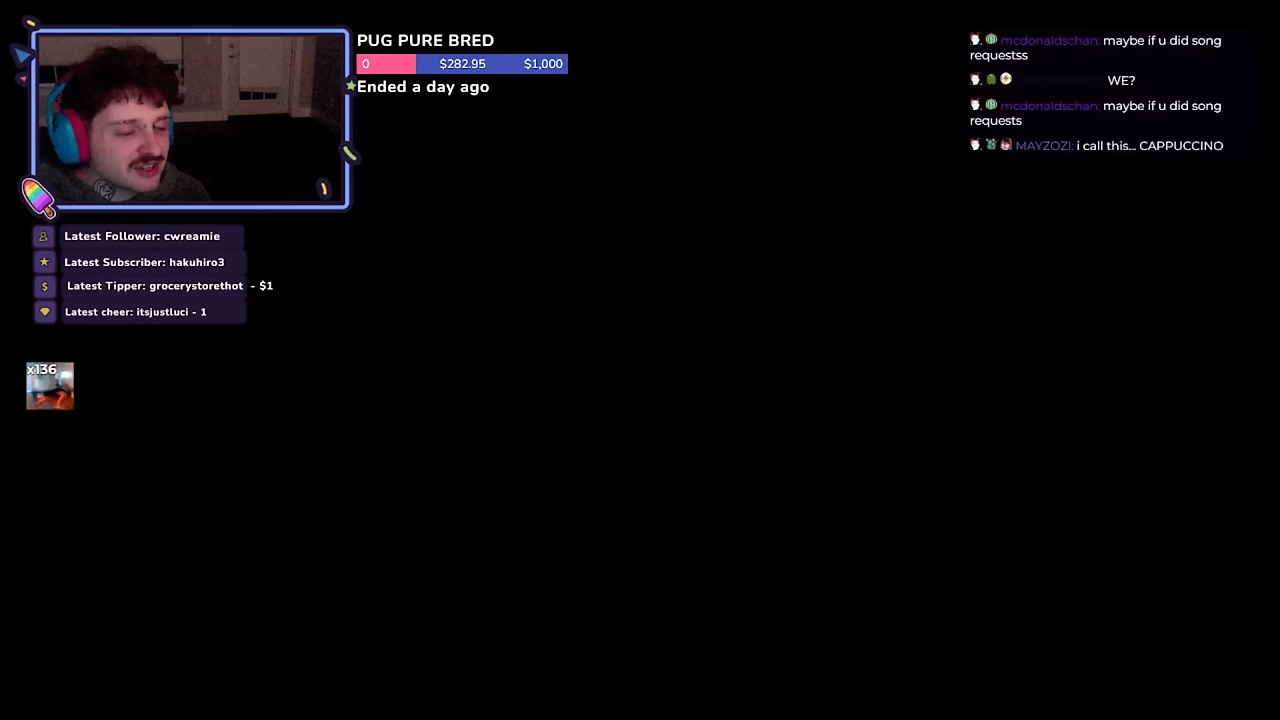 PUG PURE BRED
0 $282.95 $1,000
Ended a day ago
Latest Follower: cwreamie
Latest Subscriber: hakuhiro3
Latest Tipper: grocerystorethot - $1
Latest cheer: itsjustluci - 1
x136
mcdonaldschan: maybe if u did song
requestss
WE?
mcdonaldschan: maybe if u did song
requests
MAYZOZI: i call this... CAPPUCCINO